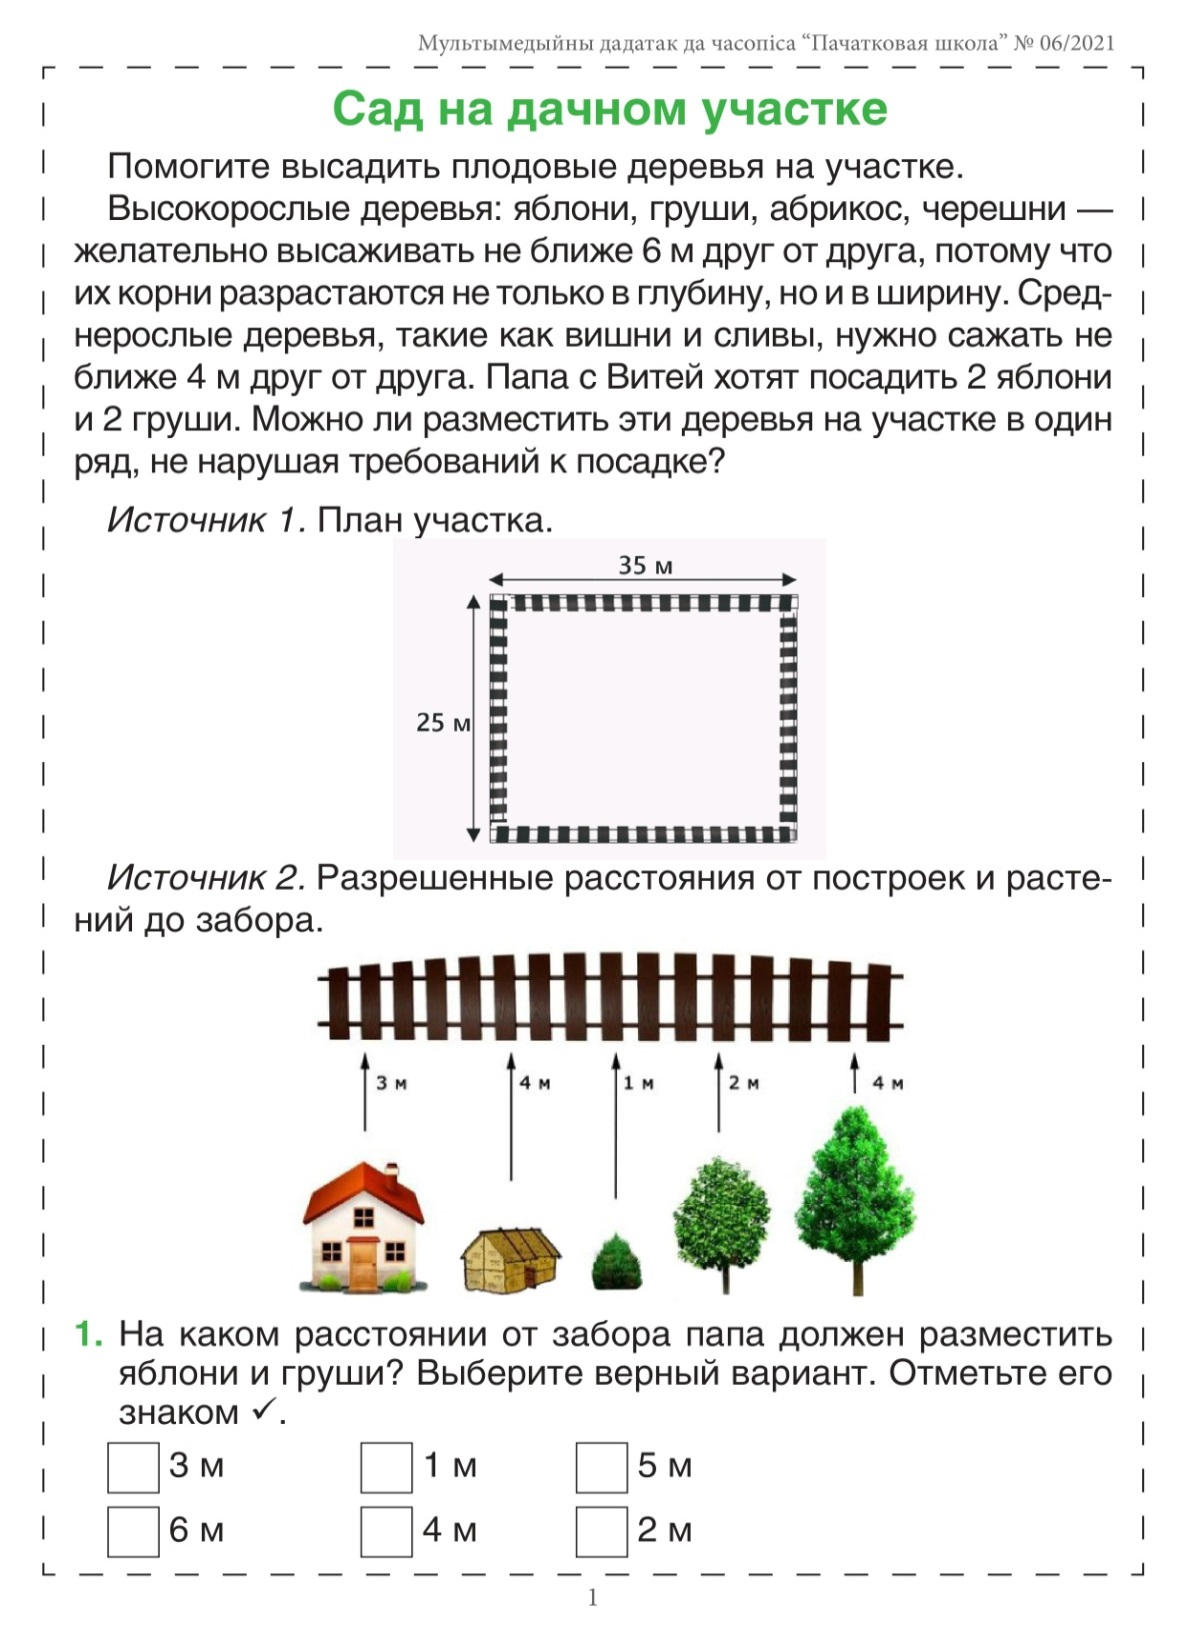 Мультымедыйны дадатак да часопіса “Пачатковая школа” № 06/2021
Сад на дачном участке
Помогите высадить плодовые деревья на участке.
Высокорослые деревья: яблони, груши, абрикос, черешни —
желательно высаживать не ближе 6 м друг от друга, потому что
их корни разрастаются не только в глубину, но и в ширину. Сред-
нерослые деревья, такие как вишни и сливы, нужно сажать не
ближе 4 м друг от друга. Папа с Витей хотят посадить 2 яблони
и 2 груши. Можно ли разместить эти деревья на участке в один
ряд, не нарушая требований к посадке?
Источник 1. План участка.
35 м
25 м
Источник 2. Разрешенные расстояния от построек и расте-
ний до забора.
3 м 4 м 1 м 2 м 4 м
1. На каком расстоянии от забора папа должен разместить
яблони и груши? Выберите верный вариант. Отметьте его
знаком ✓.
3 м 1 м 5 м
6 м 4 м 2 м
1